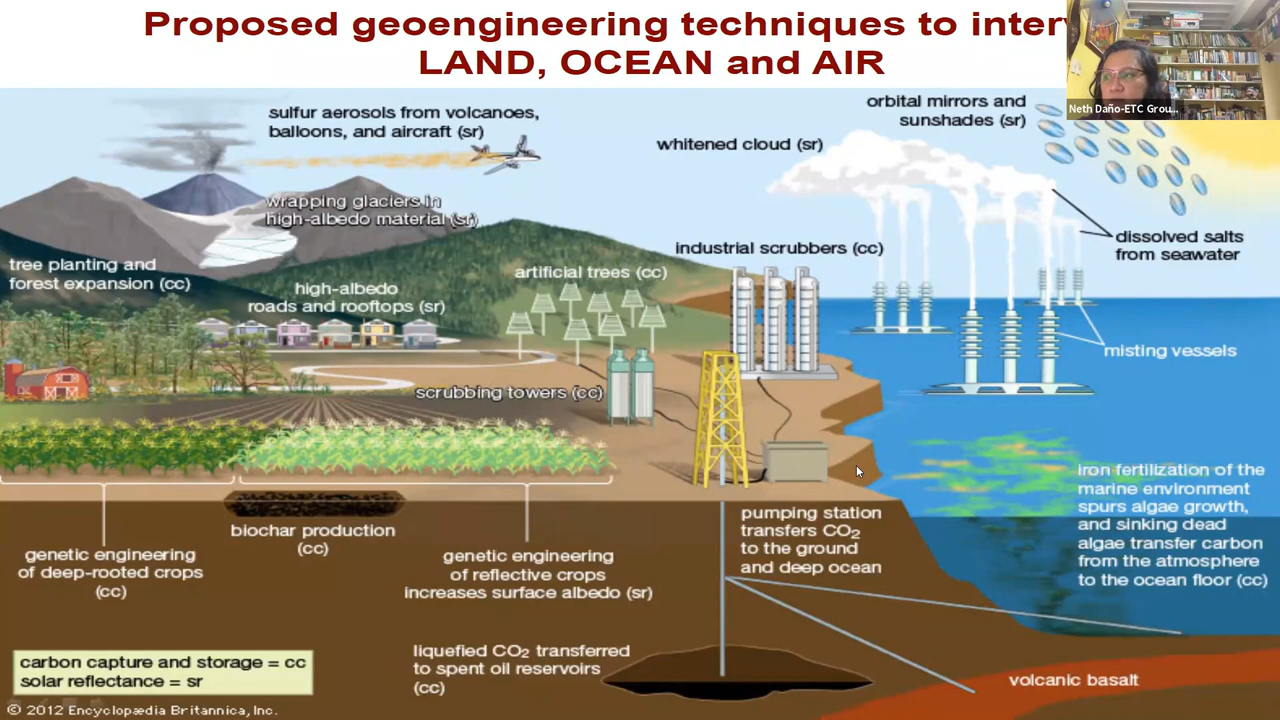 Proposed geoengineering techniques to inter
LAND, OCEAN and AIR
Neth Daño-ETC Grou...
sulfur aerosols from volcanoes,
balloons, and aircraft (sr)
orbital mirrors and
sunshades (sr)
whitened cloud (sr)
wrapping glaciers in
high-albedo material (sr)
dissolved salts
from seawater
industrial scrubbers (cc)
tree planting and
forest expansion (cc)
artificial trees (cc)
high-albedo
roads and rooftops (sr)
misting vessels
scrubbing towers (cc)
iron fertilization of the
marine environment
spurs algae growth,
and sinking dead
algae transfer carbon
from the atmosphere
to the ocean floor (cc)
genetic engineering
of deep-rooted crops
(cc)
biochar production
(cc)
genetic engineering
of reflective crops
increases surface albedo (sr)
pumping station
transfers CO2
to the ground
and deep ocean
liquefied CO2 transferred
to spent oil reservoirs
(cc)
volcanic basalt
carbon capture and storage = cc
solar reflectance = sr
© 2012 Encyclopædia Britannica, Inc.